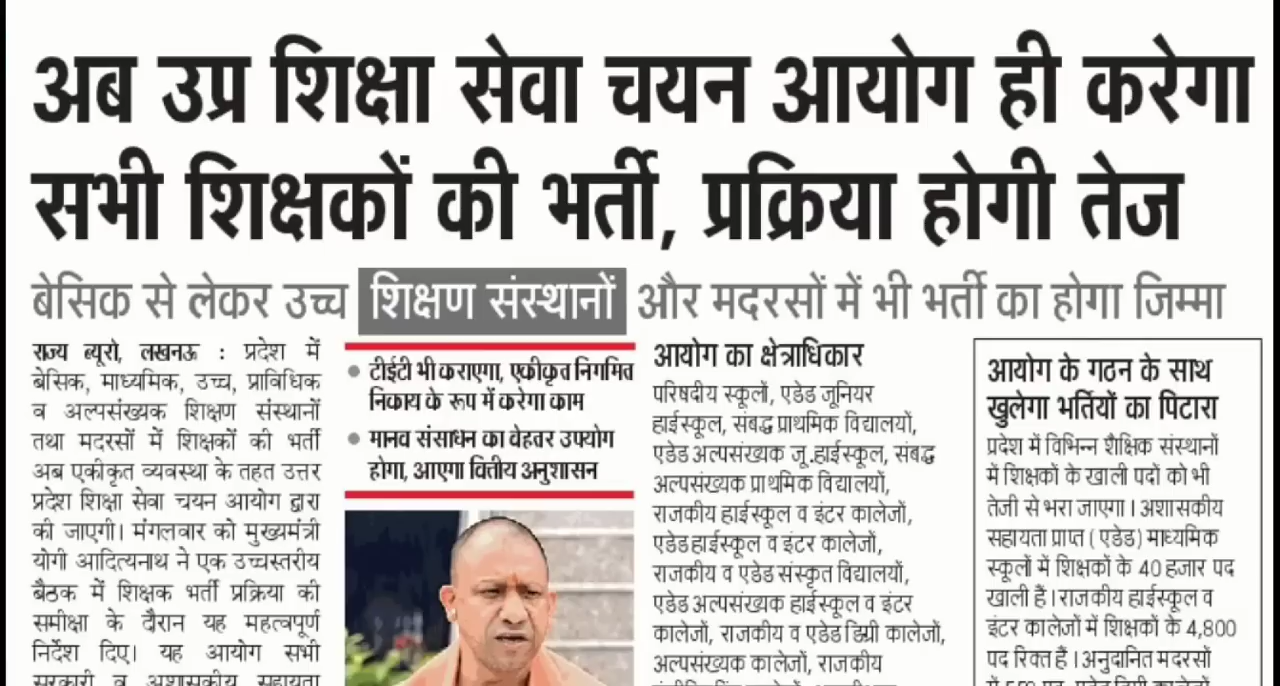 अब उप्र शिक्षा सेवा चयन आयोग ही करेगा
सभी शिक्षकों की भर्ती, प्रक्रिया होगी तेज
बेसिक से लेकर उच्च शिक्षण संस्थानों और मदरसों में भी भर्ती का होगा जिम्मा
राज्य ब्यूरो, लखनऊ : प्रदेश में
बेसिक, माध्यमिक, उच्च, प्राविधिक
व अल्पसंख्यक शिक्षण संस्थानों
तथा मदरसों में शिक्षकों की भर्ती
अब एकीकृत व्यवस्था के तहत उत्तर
प्रदेश शिक्षा सेवा चयन आयोग द्वारा
की जाएगी। मंगलवार को मुख्यमंत्री
योगी आदित्यनाथ ने एक उच्चस्तरीय
बैठक में शिक्षक भर्ती प्रक्रिया की
समीक्षा के दौरान यह महत्वपूर्ण
निर्देश दिए। यह आयोग सभी
सरकारी व अशासकीय सहायता
टीईटी भी कराएगा, एकीकृत निगमित
निकाय के रूप में करेगा काम
मानव संसाधन का बेहतर उपयोग
होगा, आएगा वित्तीय अनुशासन
आयोग का क्षेत्राधिकार
परिषदीय स्कूलों, एडेड जूनियर
हाईस्कूल, संबद्ध प्राथमिक विद्यालयों,
एडेड अल्पसंख्यक जू.हाईस्कूल, संबद्ध
अल्पसंख्यक प्राथमिक विद्यालयों,
राजकीय हाईस्कूल व इंटर कालेजों,
एडेड हाईस्कूल व इंटर कालेजों,
राजकीय व एडेड संस्कृत विद्यालयों,
एडेड अल्पसंख्यक हाईस्कूल व इंटर
कालेजों, राजकीय व एडेड डिग्री कालेजों,
अल्पसंख्यक कालेजों, राजकीय
आयोग के गठन के साथ
खुलेगा भर्तियों का पिटारा
प्रदेश में विभिन्न शैक्षिक संस्थानों
में शिक्षकों के खाली पदों को भी
तेजी से भरा जाएगा। अशासकीय
सहायता प्राप्त (एडेड) माध्यमिक
स्कूलों में शिक्षकों के 40 हजार पद
खाली हैं। राजकीय हाईस्कूल व
इंटर कालेजों में शिक्षकों के 4,800
पद रिक्त हैं। अनुदानित मदरसों